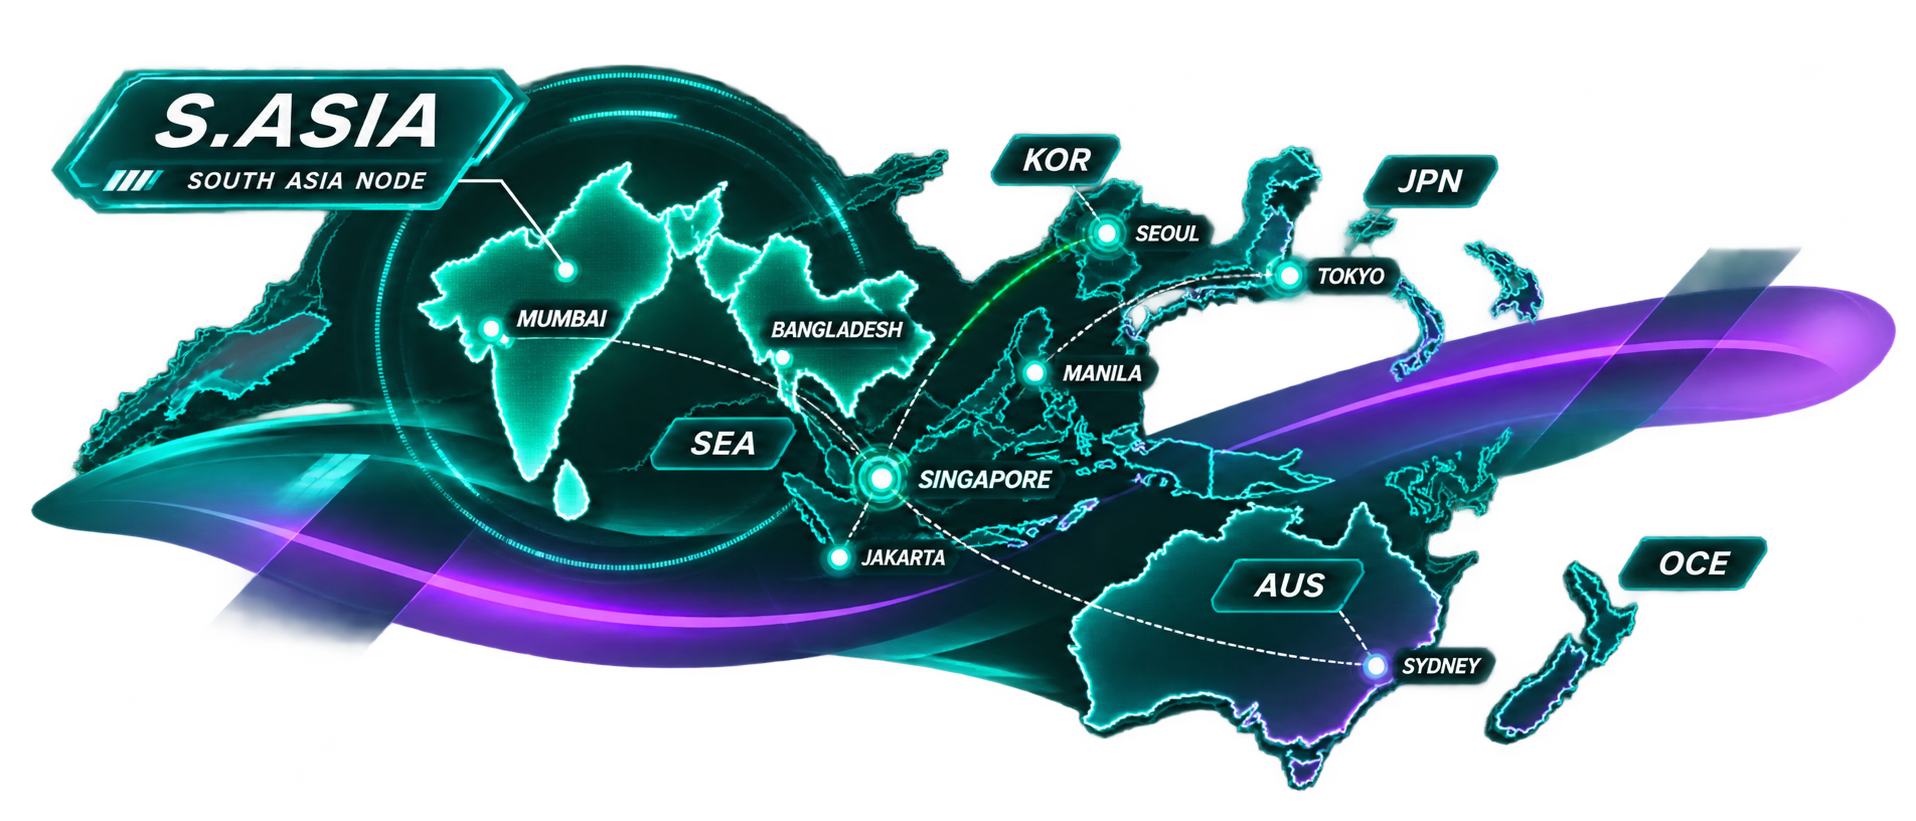 S.ASIA
SOUTH ASIA NODE
KOR
JPN
SEOUL
TOKYO
MUMBAI
BANGLADESH
MANILA
SEA
SINGAPORE
JAKARTA
OCE
AUS
SYDNEY